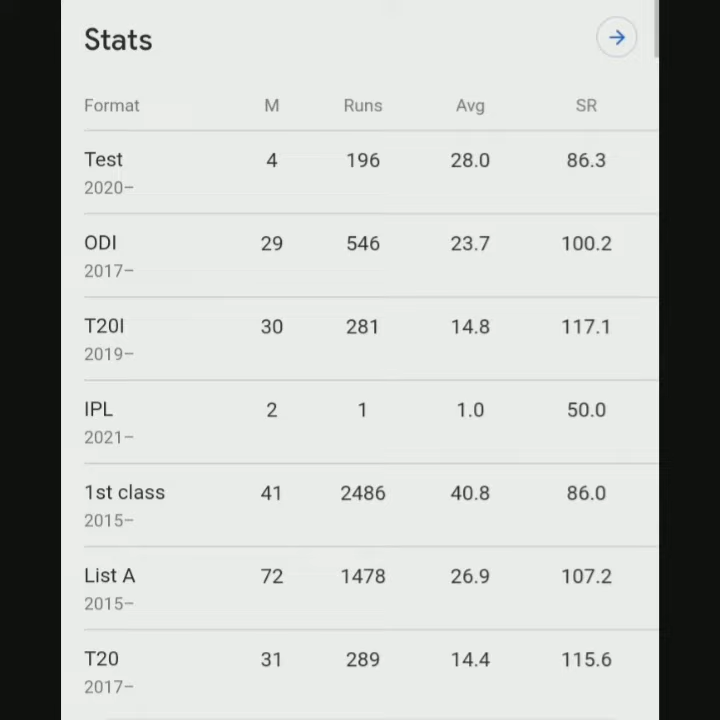 Stats
Format M Runs Avg SR
Test 4 196 28.0 86.3
2020–
ODI 29 546 23.7 100.2
2017–
T20I 30 281 14.8 117.1
2019–
IPL 2 1 1.0 50.0
2021–
1st class 41 2486 40.8 86.0
2015–
List A 72 1478 26.9 107.2
2015–
T20 31 289 14.4 115.6
2017–